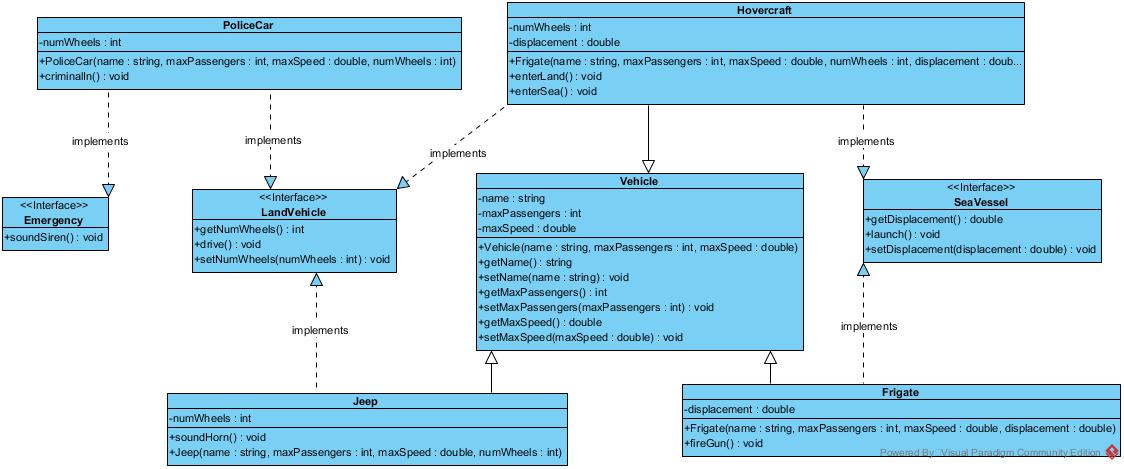 PoliceCar
-numWheels : int
+PoliceCar(name : string, maxPassengers : int, maxSpeed : double, numWheels : int)
+criminalIn() : void
Hovercraft
-numWheels : int
-displacement : double
+Frigate(name : string, maxPassengers : int, maxSpeed : double, numWheels : int, displacement : doub...
+enterLand() : void
+enterSea() : void
implements
implements
implements
implements
<<Interface>>
Emergency
+soundSiren() : void
<<Interface>>
LandVehicle
+getNumWheels() : int
+drive() : void
+setNumWheels(numWheels : int) : void
Vehicle
-name : string
-maxPassengers : int
-maxSpeed : double
+Vehicle(name : string, maxPassengers : int, maxSpeed : double)
+getName() : string
+setName(name : string) : void
+getMaxPassengers() : int
+setMaxPassengers(maxPassengers : int) : void
+getMaxSpeed() : double
+setMaxSpeed(maxSpeed : double) : void
<<Interface>>
SeaVessel
+getDisplacement() : double
+launch() : void
+setDisplacement(displacement : double) : void
implements
implements
Jeep
-numWheels : int
+soundHorn() : void
+Jeep(name : string, maxPassengers : int, maxSpeed : double, numWheels : int)
Frigate
-displacement : double
+Frigate(name : string, maxPassengers : int, maxSpeed : double, displacement : double)
+fireGun() : void
Powered By Visual Paradigm Community Edition